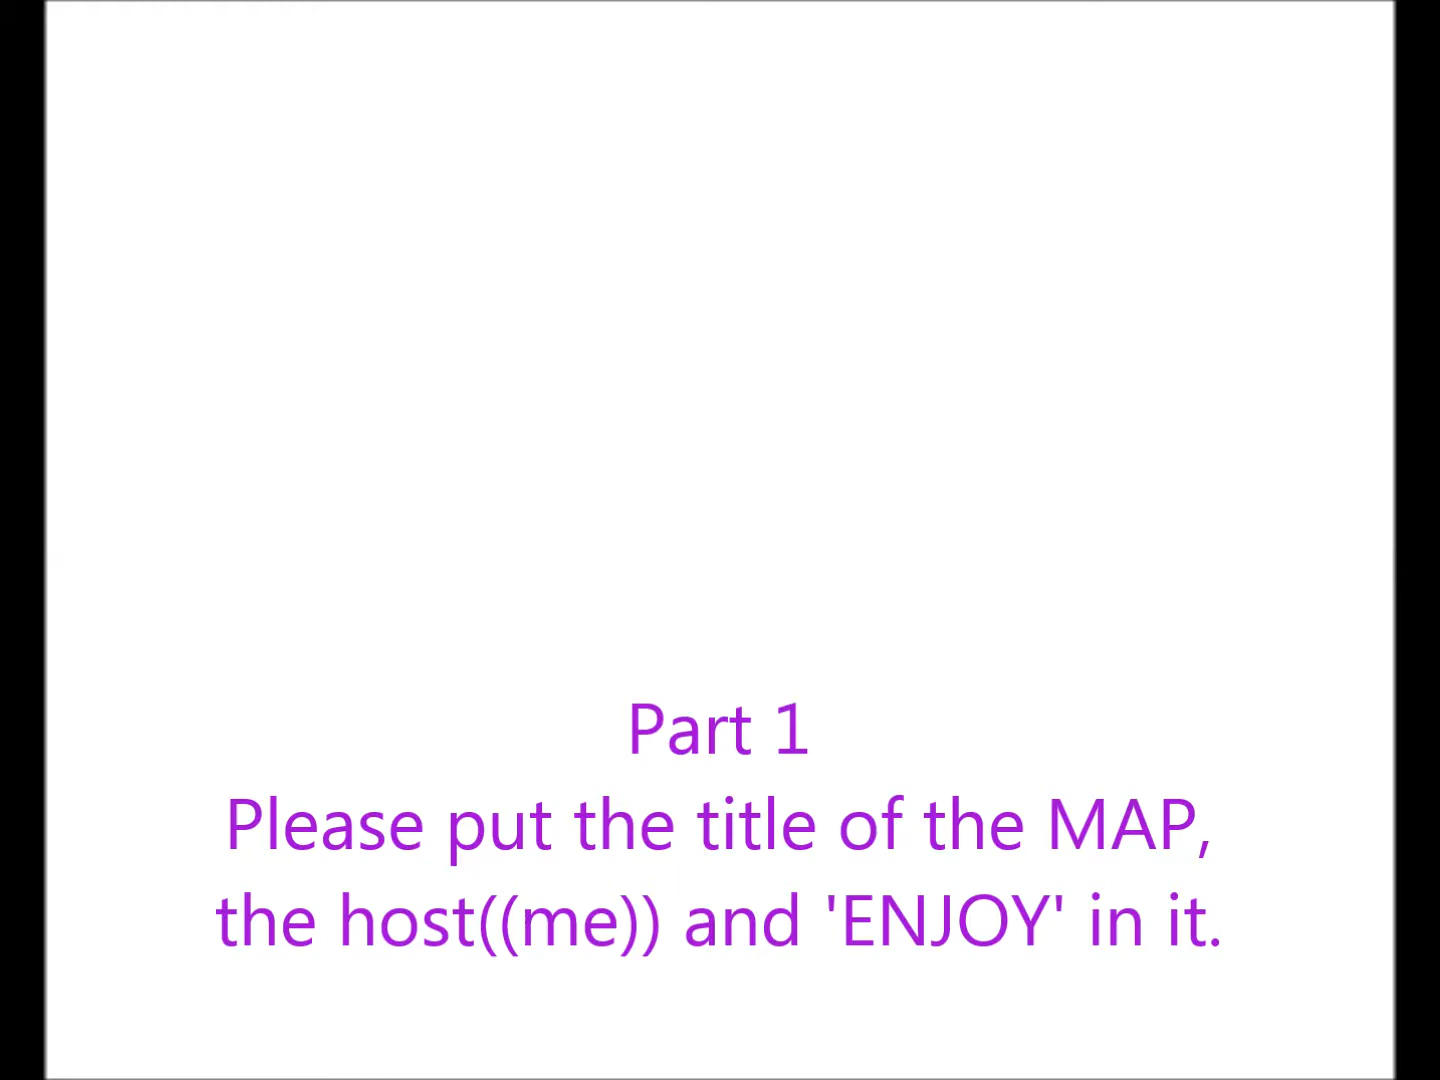 Part 1
Please put the title of the MAP,
the host((me)) and 'ENJOY' in it.